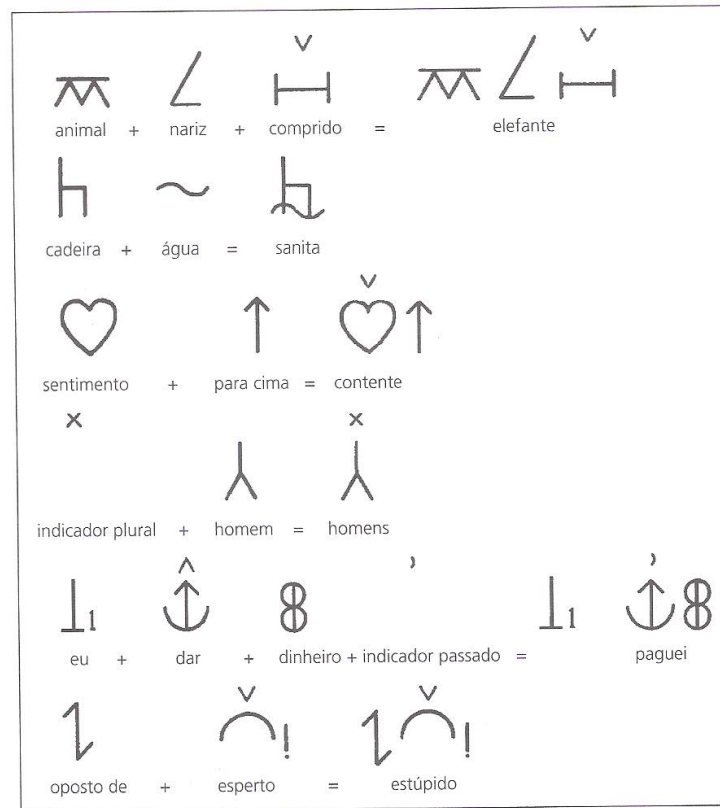 animal + nariz + comprido = elefante
cadeira + água = sanita
sentimento + para cima = contente
indicador plural + homem = homens
eu + dar + dinheiro + indicador passado = paguei
oposto de + esperto = estúpido